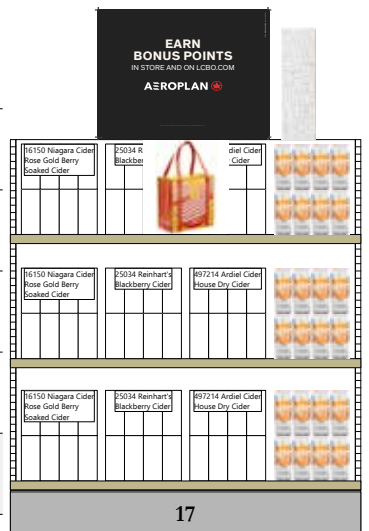 EARN
BONUS POINTS
IN STORE AND ON LCBO.COM
AEROPLAN
16150 Niagara Cider
Rose Gold Berry
Soaked Cider
25034 R
Blackbe
diel Cider
Cider
16150 Niagara Cider
Rose Gold Berry
Soaked Cider
25034 Reinhart's
Blackberry Cider
497214 Ardiel Cider
House Dry Cider
16150 Niagara Cider
Rose Gold Berry
Soaked Cider
25034 Reinhart's
Blackberry Cider
497214 Ardiel Cider
House Dry Cider
17